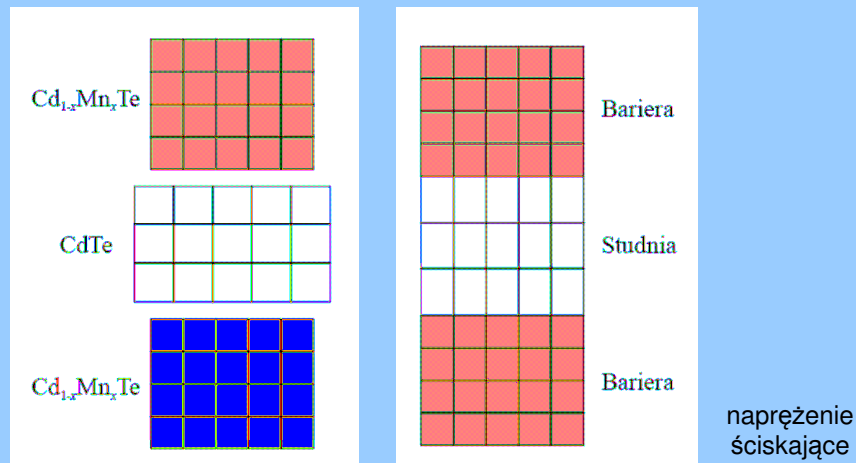 Cd₁₋ₓMnₓTe
CdTe
Cd₁₋ₓMnₓTe
Bariera
Studnia
Bariera
naprężenie
ściskające